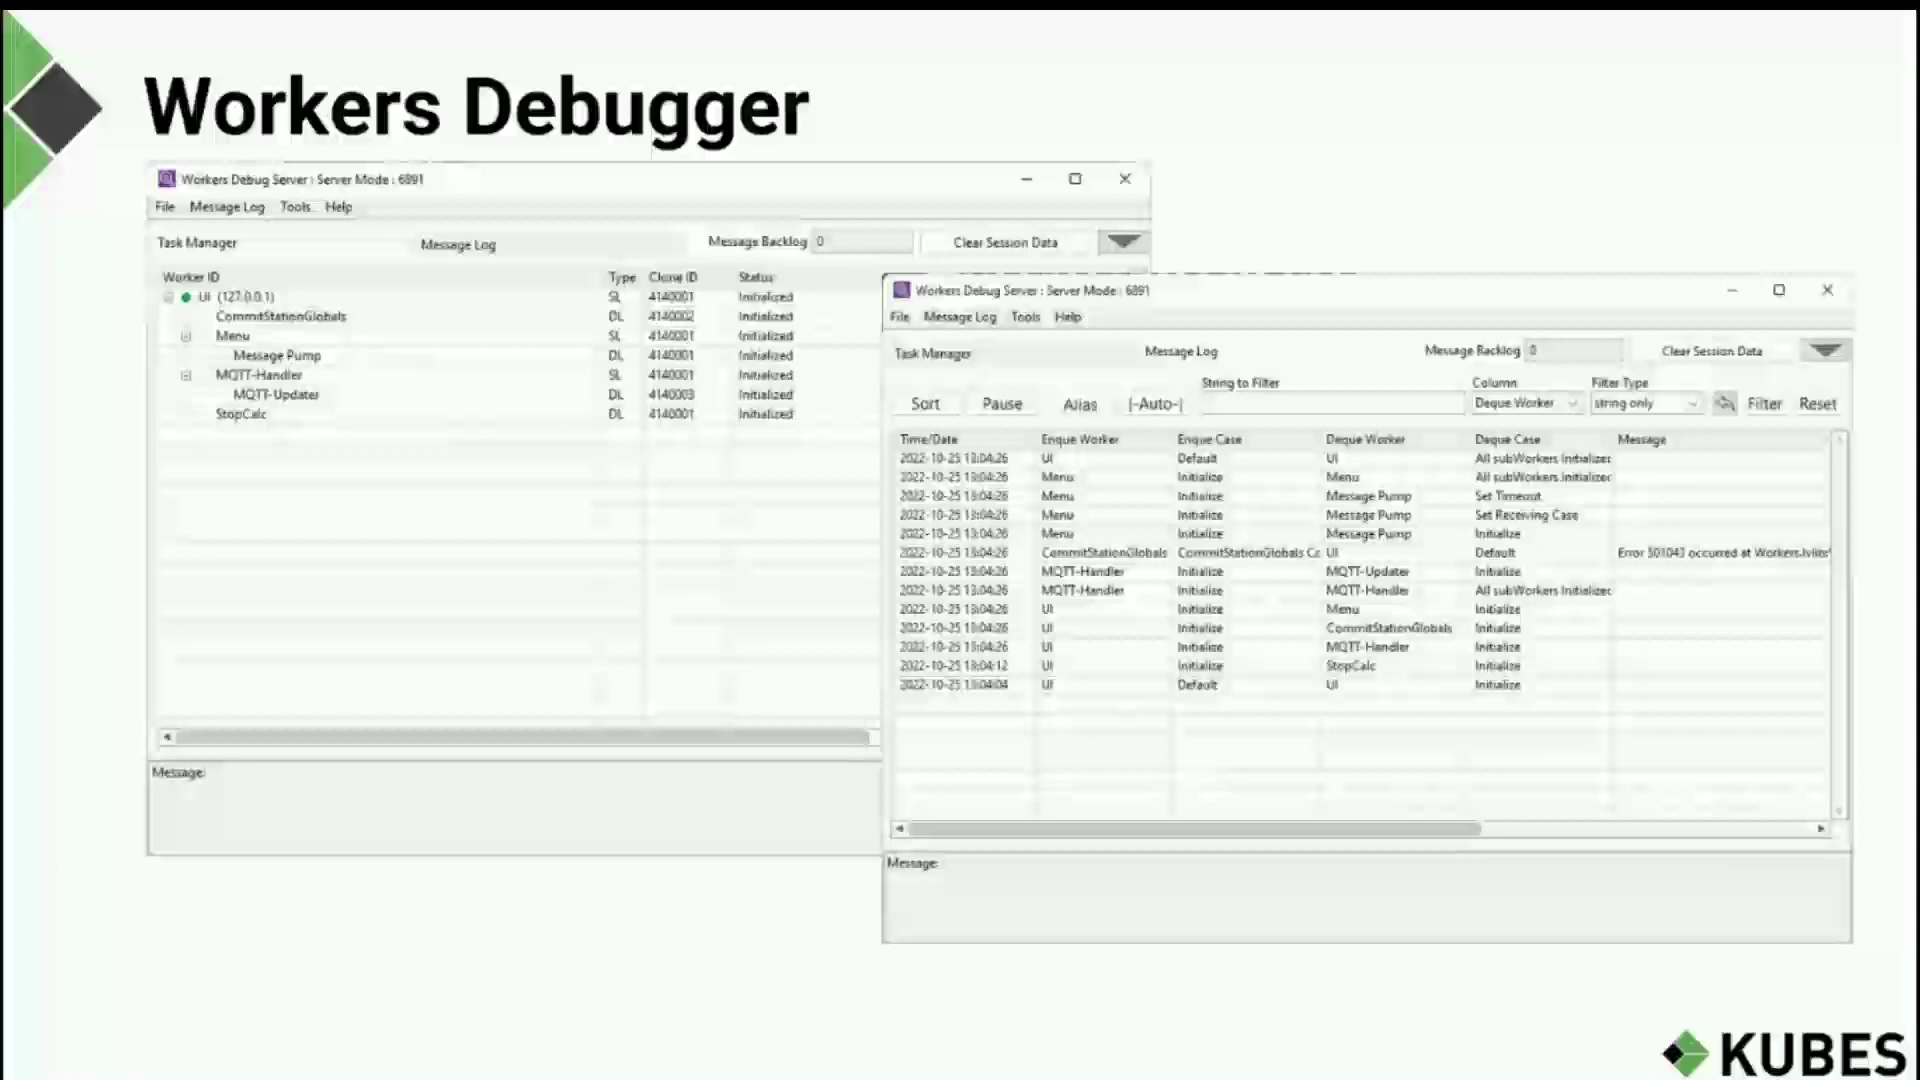 Workers Debugger
Workers Debug Server : Server Mode : 6891
File Message Log Tools Help
Task Manager Message Log Message Backlog 0 Clear Session Data
Worker ID Type Clone ID Status
UI (127.0.0.1) SL 4140001 Initialized
CommitStationGlobals DL 4140002 Initialized
Menu SL 4140001 Initialized
Message Pump DL 4140001 Initialized
MQTT-Handler SL 4140001 Initialized
MQTT-Updater DL 4140003 Initialized
StopCalc DL 4140001 Initialized
Message:
Workers Debug Server : Server Mode : 6891
File Message Log Tools Help
Task Manager Message Log Message Backlog 0 Clear Session Data
String to Filter Column Filter Type
Sort Pause Alias |-Auto-| Deque Worker string only Filter Reset
Time/Date Enque Worker Enque Case Deque Worker Deque Case Message
2022-10-25 13:04:26 UI Default UI All subWorkers Initialized
2022-10-25 13:04:26 Menu Initialize Menu All subWorkers Initialized
2022-10-25 13:04:26 Menu Initialize Message Pump Set Timeout
2022-10-25 13:04:26 Menu Initialize Message Pump Set Receiving Case
2022-10-25 13:04:26 Menu Initialize Message Pump Initialize
2022-10-25 13:04:26 CommitStationGlobals CommitStationGlobals Ca UI Default Error 501043 occurred at Workers.lvlib:
2022-10-25 13:04:26 MQTT-Handler Initialize MQTT-Updater Initialize
2022-10-25 13:04:26 MQTT-Handler Initialize MQTT-Handler All subWorkers Initialized
2022-10-25 13:04:26 UI Initialize Menu Initialize
2022-10-25 13:04:26 UI Initialize CommitStationGlobals Initialize
2022-10-25 13:04:26 UI Initialize MQTT-Handler Initialize
2022-10-25 13:04:12 UI Initialize StopCalc Initialize
2022-10-25 13:04:04 UI Default UI Initialize
Message:
KUBES